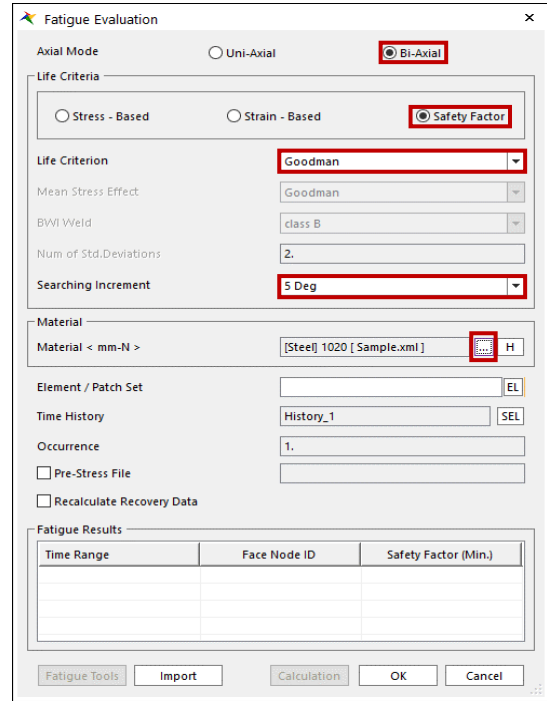 Fatigue Evaluation ×
Axial Mode Uni-Axial Bi-Axial
Life Criteria
Stress - Based Strain - Based Safety Factor
Life Criterion Goodman
Mean Stress Effect Goodman
BWI Weld class B
Num of Std.Deviations 2.
Searching Increment 5 Deg
Material
Material < mm-N > [Steel] 1020 [ Sample.xml ] ... H
Element / Patch Set EL
Time History History_1 SEL
Occurrence 1.
Pre-Stress File
Recalculate Recovery Data
Fatigue Results
Time Range Face Node ID Safety Factor (Min.)
Fatigue Tools Import Calculation OK Cancel